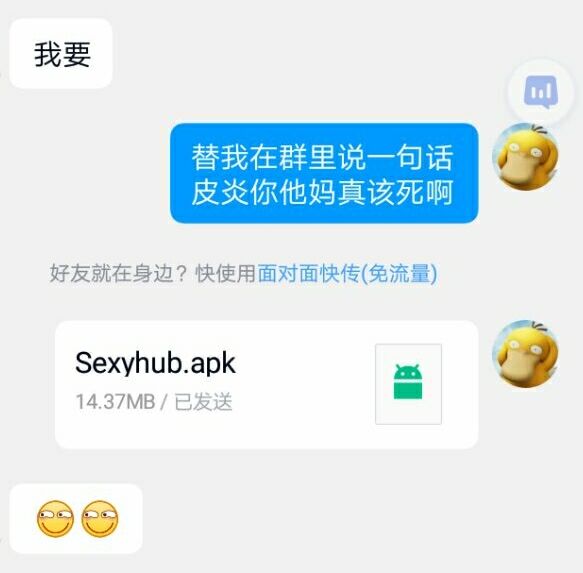 我要
替我在群里说一句话
皮炎你他妈真该死啊
好友就在身边？快使用面对面快传(免流量)
Sexyhub.apk
14.37MB / 已发送